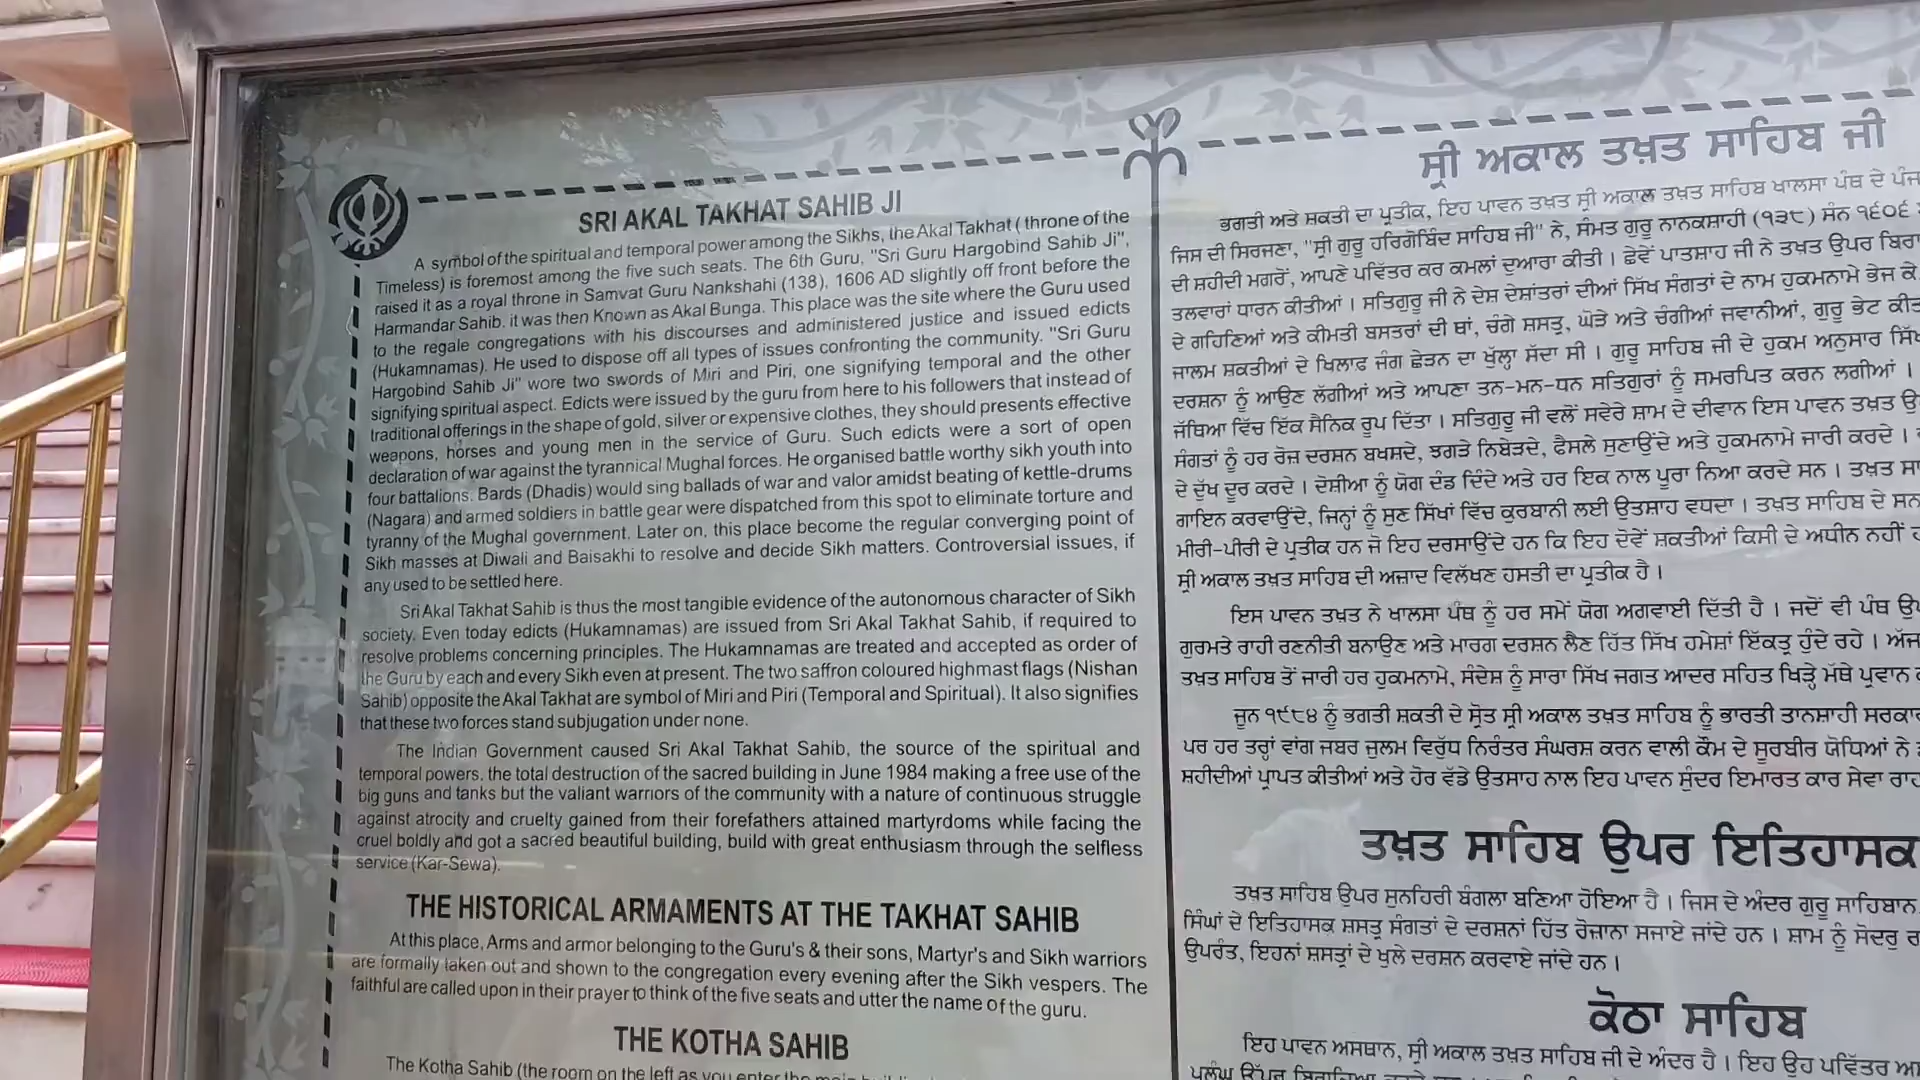 SRI AKAL TAKHAT SAHIB JI
A symbol of the spiritual and temporal power among the Sikhs, the Akal Takhat ( throne of the
Timeless) is foremost among the five such seats. The 6th Guru, "Sri Guru Hargobind Sahib Ji",
raised it as a royal throne in Samvat Guru Nankshahi (138), 1606 AD slightly off front before the
Harmandar Sahib. it was then Known as Akal Bunga. This place was the site where the Guru used
to the regale congregations with his discourses and administered justice and issued edicts
(Hukamnamas). He used to dispose off all types of issues confronting the community. "Sri Guru
Hargobind Sahib Ji" wore two swords of Miri and Piri, one signifying temporal and the other
signifying spiritual aspect. Edicts were issued by the guru from here to his followers that instead of
traditional offerings in the shape of gold, silver or expensive clothes, they should presents effective
weapons, horses and young men in the service of Guru. Such edicts were a sort of open
declaration of war against the tyrannical Mughal forces. He organised battle worthy sikh youth into
four battalions. Bards (Dhadis) would sing ballads of war and valor amidst beating of kettle-drums
(Nagara) and armed soldiers in battle gear were dispatched from this spot to eliminate torture and
tyranny of the Mughal government. Later on, this place become the regular converging point of
Sikh masses at Diwali and Baisakhi to resolve and decide Sikh matters. Controversial issues, if
any used to be settled here.
Sri Akal Takhat Sahib is thus the most tangible evidence of the autonomous character of Sikh
society. Even today edicts (Hukamnamas) are issued from Sri Akal Takhat Sahib, if required to
resolve problems concerning principles. The Hukamnamas are treated and accepted as order of
the Guru by each and every Sikh even at present. The two saffron coloured highmast flags (Nishan
Sahib) opposite the Akal Takhat are symbol of Miri and Piri (Temporal and Spiritual). It also signifies
that these two forces stand subjugation under none.
The Indian Government caused Sri Akal Takhat Sahib, the source of the spiritual and
temporal powers, the total destruction of the sacred building in June 1984 making a free use of the
big guns and tanks but the valiant warriors of the community with a nature of continuous struggle
against atrocity and cruelty gained from their forefathers attained martyrdoms while facing the
cruel boldly and got a sacred beautiful building, build with great enthusiasm through the selfless
service (Kar-Sewa).
THE HISTORICAL ARMAMENTS AT THE TAKHAT SAHIB
At this place, Arms and armor belonging to the Guru's & their sons, Martyr's and Sikh warriors
are formally taken out and shown to the congregation every evening after the Sikh vespers. The
faithful are called upon in their prayer to think of the five seats and utter the name of the guru.
THE KOTHA SAHIB
The Kotha Sahib (the room on the left as you enter the main
ਸ੍ਰੀ ਅਕਾਲ ਤਖ਼ਤ ਸਾਹਿਬ ਜੀ
ਭਗਤੀ ਅਤੇ ਸ਼ਕਤੀ ਦਾ ਪ੍ਰਤੀਕ, ਇਹ ਪਾਵਨ ਤਖ਼ਤ ਸ੍ਰੀ ਅਕਾਲ ਤਖ਼ਤ ਸਾਹਿਬ ਖਾਲਸਾ ਪੰਥ ਦੇ ਪੰਜ
ਜਿਸ ਦੀ ਸਿਰਜਣਾ, "ਸ੍ਰੀ ਗੁਰੂ ਹਰਿਗੋਬਿੰਦ ਸਾਹਿਬ ਜੀ" ਨੇ, ਸੰਮਤ ਗੁਰੂ ਨਾਨਕਸ਼ਾਹੀ (੧੩੮) ਸੰਨ ੧੬੦੬
ਦੀ ਸ਼ਹੀਦੀ ਮਗਰੋਂ, ਆਪਣੇ ਪਵਿੱਤਰ ਕਰ ਕਮਲਾਂ ਦੁਆਰਾ ਕੀਤੀ । ਛੇਵੇਂ ਪਾਤਸ਼ਾਹ ਜੀ ਨੇ ਤਖ਼ਤ ਉਪਰ
ਤਲਵਾਰਾਂ ਧਾਰਨ ਕੀਤੀਆਂ । ਸਤਿਗੁਰੂ ਜੀ ਨੇ ਦੇਸ਼ ਦੇਸ਼ਾਂਤਰਾਂ ਦੀਆਂ ਸਿੱਖ ਸੰਗਤਾਂ ਦੇ ਨਾਮ ਹੁਕਮਨਾਮੇ ਭੇਜ ਕੇ
ਦੇ ਗਹਿਣਿਆਂ ਅਤੇ ਕੀਮਤੀ ਬਸਤਰਾਂ ਦੀ ਥਾਂ, ਚੰਗੇ ਸ਼ਸਤ੍ਰ, ਘੋੜੇ ਅਤੇ ਚੰਗੀਆਂ ਜਵਾਨੀਆਂ, ਗੁਰੂ ਭੇਟ
ਜਾਲਮ ਸ਼ਕਤੀਆਂ ਦੇ ਖਿਲਾਫ਼ ਜੰਗ ਛੇੜਨ ਦਾ ਖੁੱਲ੍ਹਾ ਸੱਦਾ ਸੀ । ਗੁਰੂ ਸਾਹਿਬ ਜੀ ਦੇ ਹੁਕਮ ਅਨੁਸਾਰ
ਦਰਸ਼ਨਾ ਨੂੰ ਆਉਣ ਲੱਗੀਆਂ ਅਤੇ ਆਪਣਾ ਤਨ-ਮਨ-ਧਨ ਸਤਿਗੁਰਾਂ ਨੂੰ ਸਮਰਪਿਤ ਕਰਨ ਲਗੀਆਂ ।
ਜੱਥਿਆ ਵਿੱਚ ਇੱਕ ਸੈਨਿਕ ਰੂਪ ਦਿੱਤਾ । ਸਤਿਗੁਰੂ ਜੀ ਵਲੋਂ ਸਵੇਰੇ ਸ਼ਾਮ ਦੇ ਦੀਵਾਨ ਇਸ ਪਾਵਨ ਤਖ਼ਤ
ਸੰਗਤਾਂ ਨੂੰ ਹਰ ਰੋਜ਼ ਦਰਸ਼ਨ ਬਖਸ਼ਦੇ, ਝਗੜੇ ਨਿਬੇੜਦੇ, ਫੈਸਲੇ ਸੁਣਾਉਂਦੇ ਅਤੇ ਹੁਕਮਨਾਮੇ ਜਾਰੀ ਕਰਦੇ ।
ਦੇ ਦੁੱਖ ਦੂਰ ਕਰਦੇ । ਦੋਸ਼ੀਆ ਨੂੰ ਯੋਗ ਦੰਡ ਦਿੰਦੇ ਅਤੇ ਹਰ ਇਕ ਨਾਲ ਪੂਰਾ ਨਿਆ ਕਰਦੇ ਸਨ । ਤਖ਼ਤ
ਗਾਇਨ ਕਰਵਾਉਂਦੇ, ਜਿਨ੍ਹਾਂ ਨੂੰ ਸੁਣ ਸਿੱਖਾਂ ਵਿੱਚ ਕੁਰਬਾਨੀ ਲਈ ਉਤਸ਼ਾਹ ਵਧਦਾ । ਤਖ਼ਤ ਸਾਹਿਬ ਦੇ
ਮੀਰੀ-ਪੀਰੀ ਦੇ ਪ੍ਰਤੀਕ ਹਨ ਜੋ ਇਹ ਦਰਸਾਉਂਦੇ ਹਨ ਕਿ ਇਹ ਦੋਵੇਂ ਸ਼ਕਤੀਆਂ ਕਿਸੀ ਦੇ ਅਧੀਨ ਨਹੀਂ
ਸ੍ਰੀ ਅਕਾਲ ਤਖ਼ਤ ਸਾਹਿਬ ਦੀ ਅਜ਼ਾਦ ਵਿਲੱਖਣ ਹਸਤੀ ਦਾ ਪ੍ਰਤੀਕ ਹੈ ।
ਇਸ ਪਾਵਨ ਤਖ਼ਤ ਨੇ ਖਾਲਸਾ ਪੰਥ ਨੂੰ ਹਰ ਸਮੇਂ ਯੋਗ ਅਗਵਾਈ ਦਿੱਤੀ ਹੈ । ਜਦੋਂ ਵੀ ਪੰਥ
ਗੁਰਮਤੇ ਰਾਹੀ ਰਣਨੀਤੀ ਬਨਾਉਣ ਅਤੇ ਮਾਰਗ ਦਰਸ਼ਨ ਲੈਣ ਹਿੱਤ ਸਿੱਖ ਹਮੇਸ਼ਾਂ ਇੱਕਤ੍ਰ ਹੁੰਦੇ ਰਹੇ ।
ਤਖ਼ਤ ਸਾਹਿਬ ਤੋਂ ਜਾਰੀ ਹਰ ਹੁਕਮਨਾਮੇ, ਸੰਦੇਸ਼ ਨੂੰ ਸਾਰਾ ਸਿੱਖ ਜਗਤ ਆਦਰ ਸਹਿਤ ਖਿੜ੍ਹੇ ਮੱਥੇ ਪ੍ਰਵਾਨ
ਜੂਨ ੧੯੮੪ ਨੂੰ ਭਗਤੀ ਸ਼ਕਤੀ ਦੇ ਸ੍ਰੋਤ ਸ੍ਰੀ ਅਕਾਲ ਤਖ਼ਤ ਸਾਹਿਬ ਨੂੰ ਭਾਰਤੀ ਤਾਨਸ਼ਾਹੀ ਸਰਕਾਰ
ਪਰ ਹਰ ਤਰ੍ਹਾਂ ਵਾਂਗ ਜਬਰ ਜੁਲਮ ਵਿਰੁੱਧ ਨਿਰੰਤਰ ਸੰਘਰਸ਼ ਕਰਨ ਵਾਲੀ ਕੌਮ ਦੇ ਸੂਰਬੀਰ ਯੋਧਿਆਂ ਨੇ
ਸ਼ਹੀਦੀਆਂ ਪ੍ਰਾਪਤ ਕੀਤੀਆਂ ਅਤੇ ਹੋਰ ਵੱਡੇ ਉਤਸ਼ਾਹ ਨਾਲ ਇਹ ਪਾਵਨ ਸੁੰਦਰ ਇਮਾਰਤ ਕਾਰ ਸੇਵਾ
ਤਖ਼ਤ ਸਾਹਿਬ ਉਪਰ ਇਤਿਹਾਸਕ
ਤਖ਼ਤ ਸਾਹਿਬ ਉਪਰ ਸੁਨਹਿਰੀ ਬੰਗਲਾ ਬਣਿਆ ਹੋਇਆ ਹੈ । ਜਿਸ ਦੇ ਅੰਦਰ ਗੁਰੂ ਸਾਹਿਬਾਨ,
ਸਿੰਘਾਂ ਦੇ ਇਤਿਹਾਸਕ ਸ਼ਸਤ੍ਰ ਸੰਗਤਾਂ ਦੇ ਦਰਸ਼ਨਾਂ ਹਿੱਤ ਰੋਜ਼ਾਨਾ ਸਜਾਏ ਜਾਂਦੇ ਹਨ । ਸ਼ਾਮ ਨੂੰ ਸੋਦਰੁ
ਉਪਰੰਤ, ਇਹਨਾਂ ਸ਼ਸਤ੍ਰਾਂ ਦੇ ਖੁਲੇ ਦਰਸ਼ਨ ਕਰਵਾਏ ਜਾਂਦੇ ਹਨ ।
ਕੋਠਾ ਸਾਹਿਬ
ਇਹ ਪਾਵਨ ਅਸਥਾਨ, ਸ੍ਰੀ ਅਕਾਲ ਤਖ਼ਤ ਸਾਹਿਬ ਜੀ ਦੇ ਅੰਦਰ ਹੈ । ਇਹ ਉਹ ਪਵਿੱਤਰ